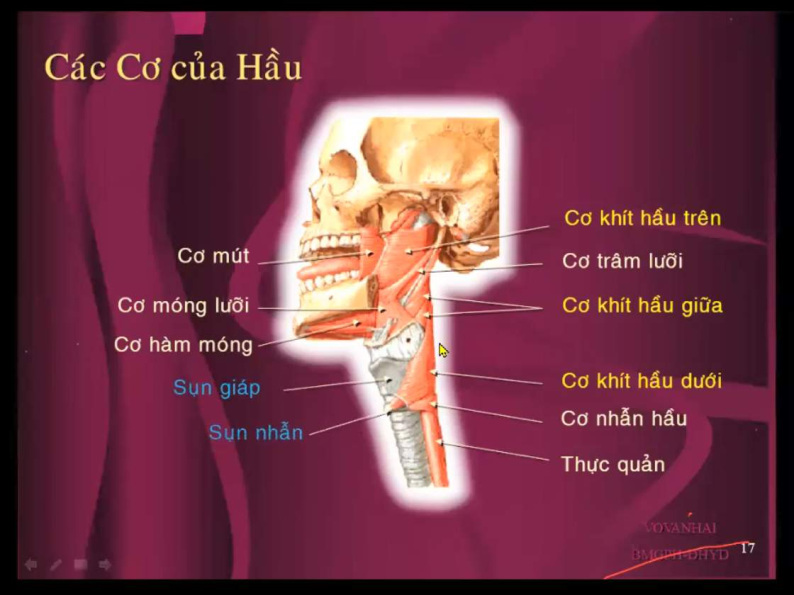 Các Cơ của Hầu
Cơ khít hầu trên
Cơ mút
Cơ trâm lưỡi
Cơ móng lưỡi
Cơ khít hầu giữa
Cơ hàm móng
Sụn giáp
Cơ khít hầu dưới
Cơ nhẫn hầu
Sụn nhẫn
Thực quản
VOVANHAI
BMGPH-DHYD
17